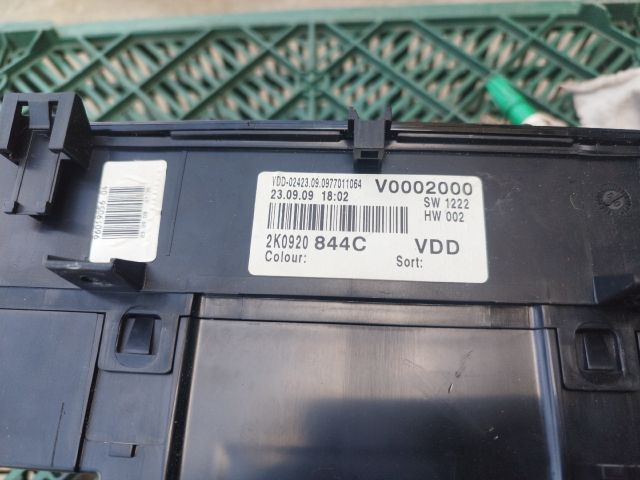 VDD-02423.09.0977011064 V0002000
23.09.09 18:02 SW 1222
HW 002
2K0920 844C VDD
Colour: Sort: